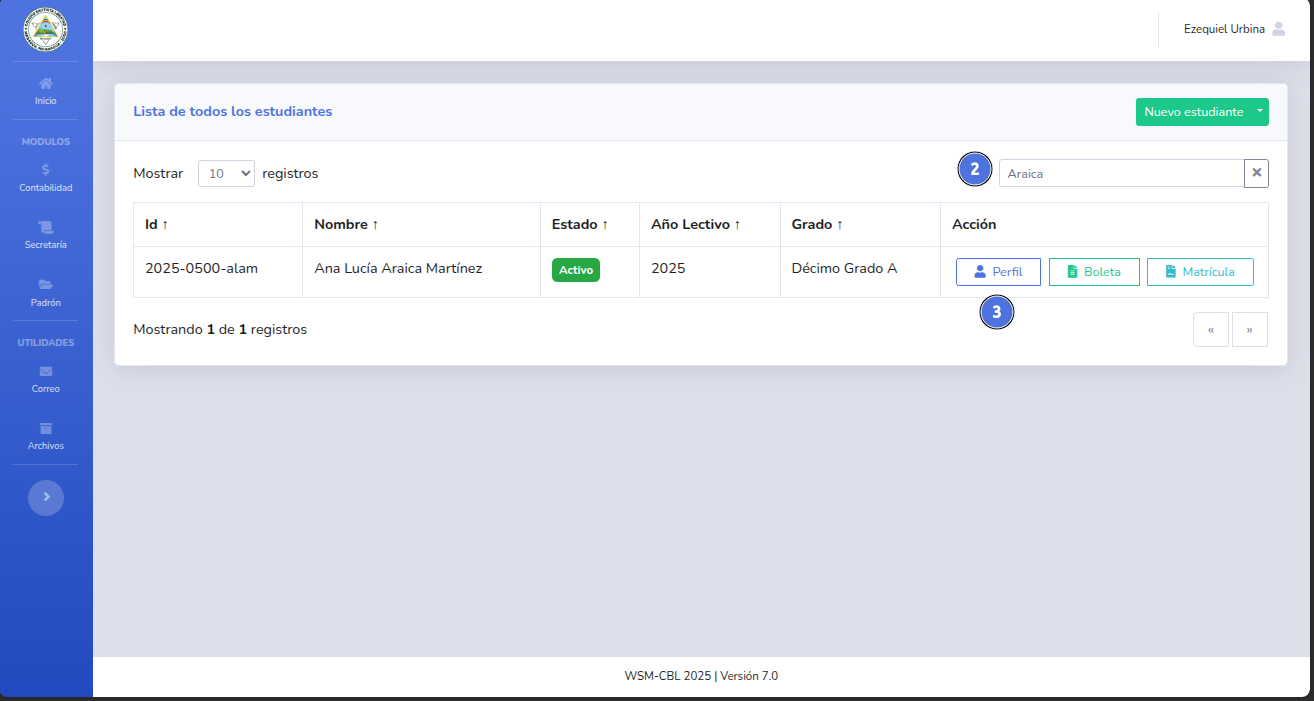 Ezequiel Urbina
Inicio
MODULOS
Contabilidad
Secretaría
Padrón
UTILIDADES
Correo
Archivos
Lista de todos los estudiantes
Nuevo estudiante
Mostrar 10 registros
2 Araica
Id ↑ Nombre ↑ Estado ↑ Año Lectivo ↑ Grado ↑ Acción
2025-0500-alam Ana Lucía Araica Martínez Activo 2025 Décimo Grado A Perfil Boleta Matrícula
3
Mostrando 1 de 1 registros « »
WSM-CBL 2025 | Versión 7.0